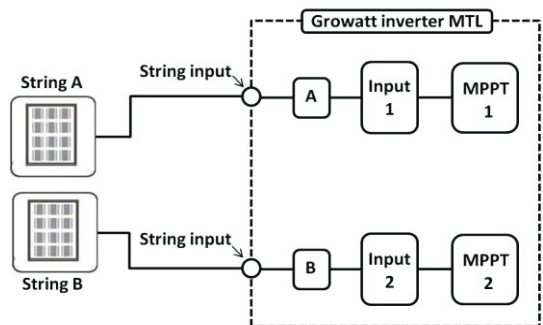 Growatt inverter MTL
String input
String A
A
Input
1
MPPT
1
String input
B
Input
2
MPPT
2
String B